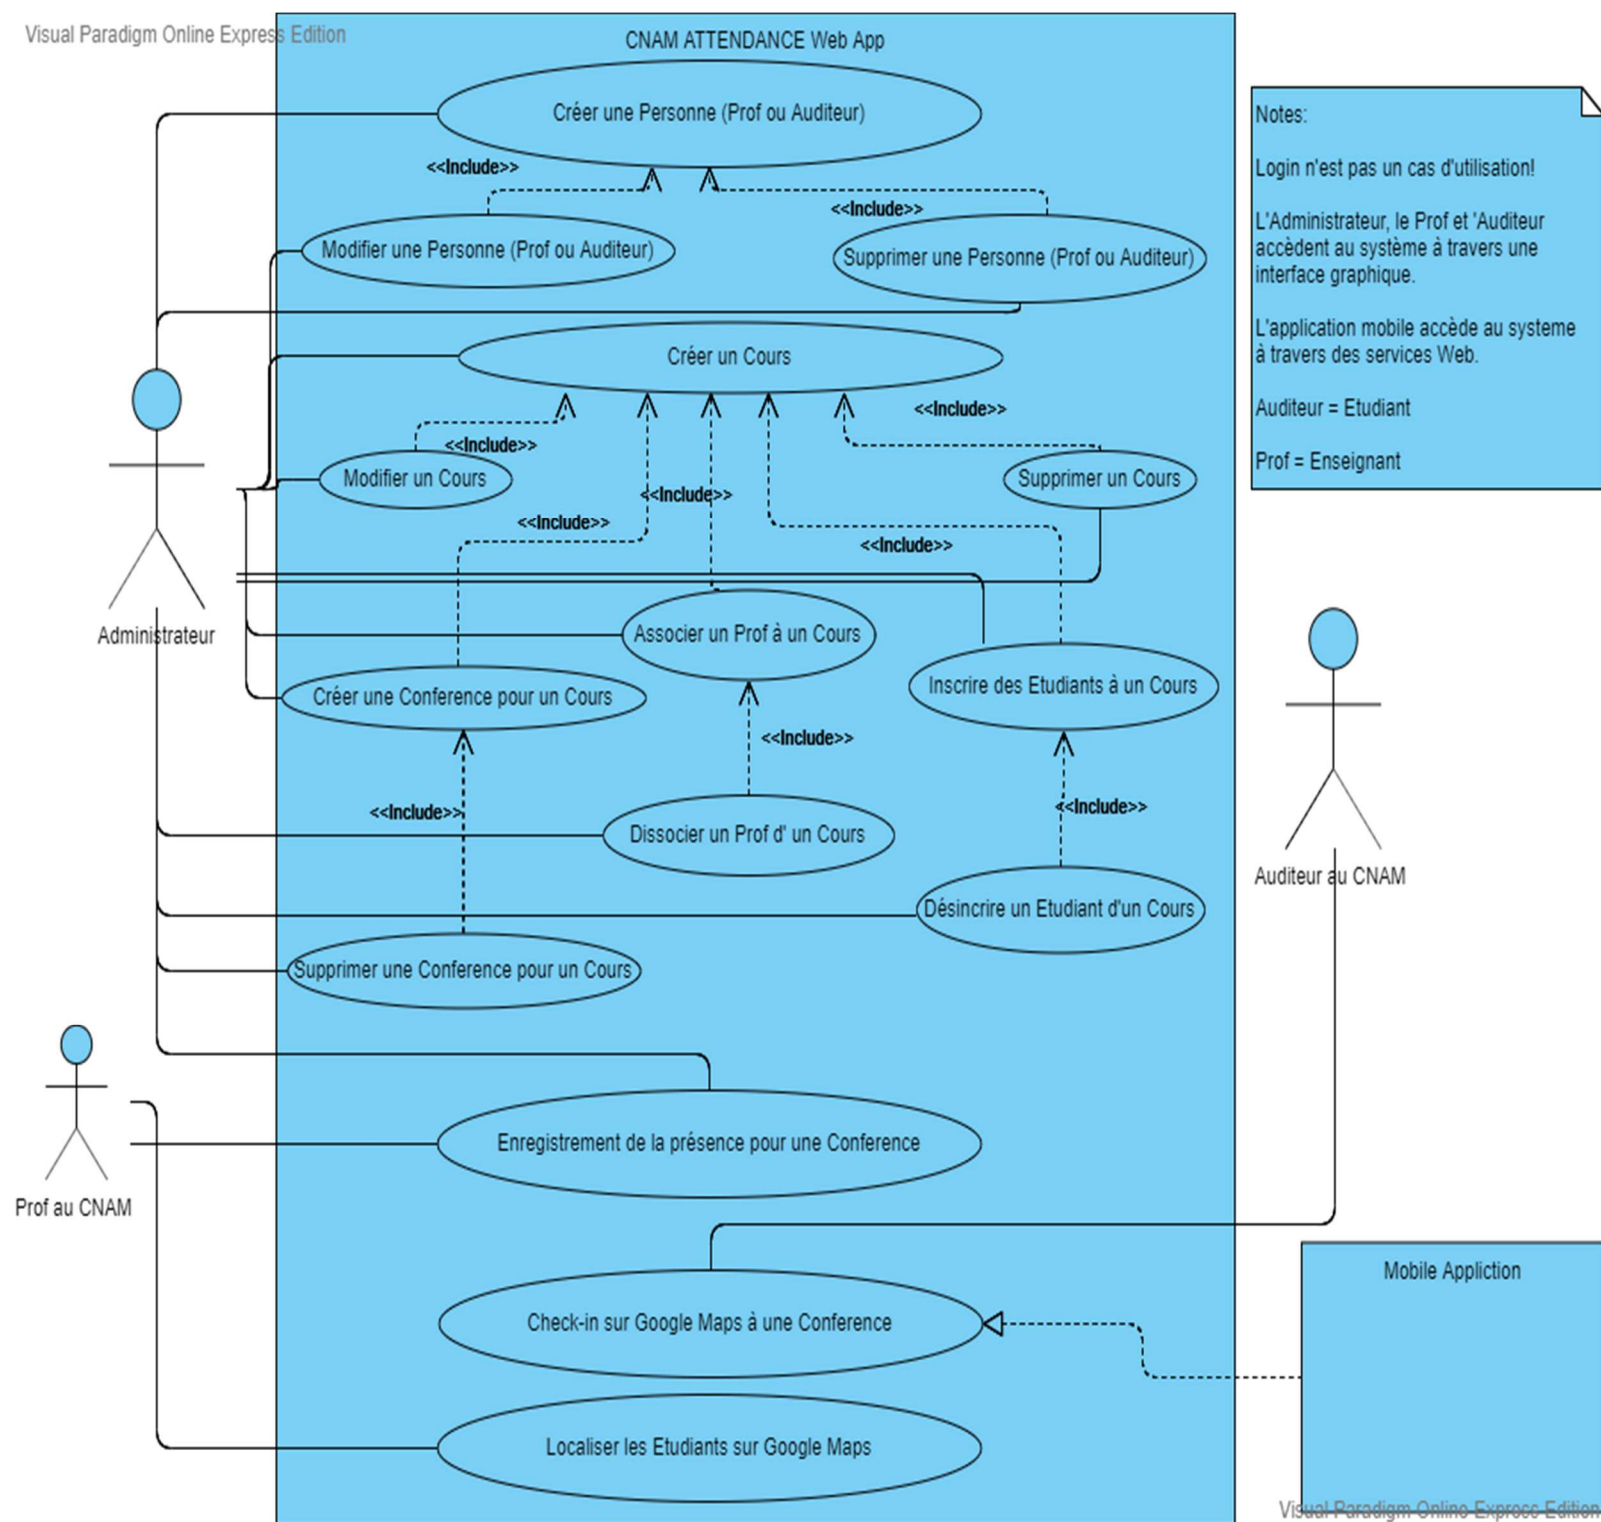 Visual Paradigm Online Express Edition
CNAM ATTENDANCE Web App
Créer une Personne (Prof ou Auditeur)
<<Include>>
<<Include>>
Modifier une Personne (Prof ou Auditeur)
Supprimer une Personne (Prof ou Auditeur)
Créer un Cours
<<Include>>
<<Include>>
Modifier un Cours
Supprimer un Cours
<<Include>>
<<Include>>
<<Include>>
Administrateur
Associer un Prof à un Cours
Inscrire des Etudiants à un Cours
Créer une Conference pour un Cours
<<Include>>
<<Include>>
<<Include>>
Dissocier un Prof d' un Cours
Désincrire un Etudiant d'un Cours
Supprimer une Conference pour un Cours
Prof au CNAM
Enregistrement de la présence pour une Conference
Check-in sur Google Maps à une Conference
Localiser les Etudiants sur Google Maps
Notes:
Login n'est pas un cas d'utilisation!
L'Administrateur, le Prof et 'Auditeur
accèdent au système à travers une
interface graphique.
L'application mobile accède au systeme
à travers des services Web.
Auditeur = Etudiant
Prof = Enseignant
Auditeur au CNAM
Mobile Appliction
Visual Paradigm Online Express Edition